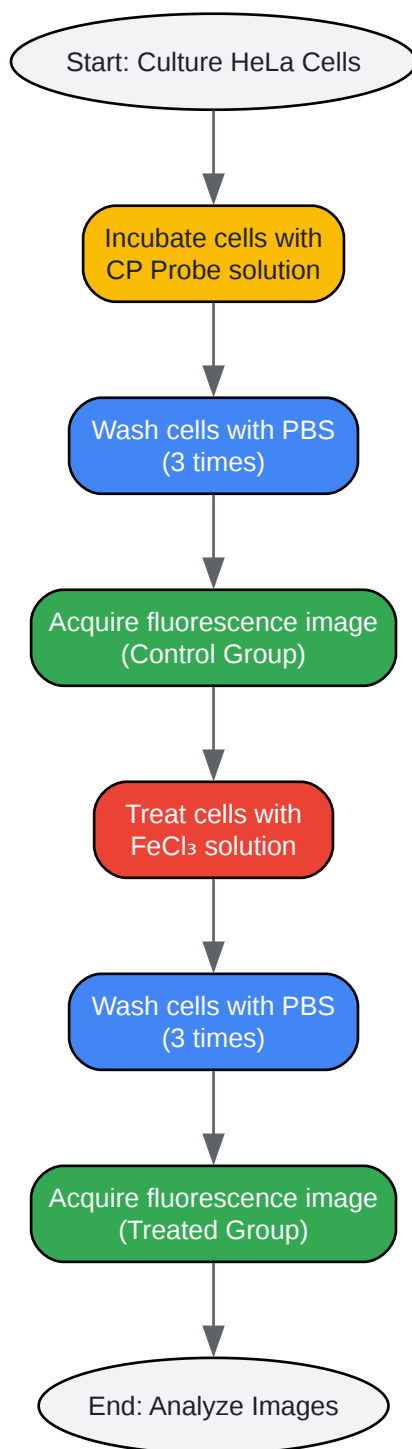 Start: Culture HeLa Cells
Incubate cells with
CP Probe solution
Wash cells with PBS
(3 times)
Acquire fluorescence image
(Control Group)
Treat cells with
FeCl₃ solution
Wash cells with PBS
(3 times)
Acquire fluorescence image
(Treated Group)
End: Analyze Images